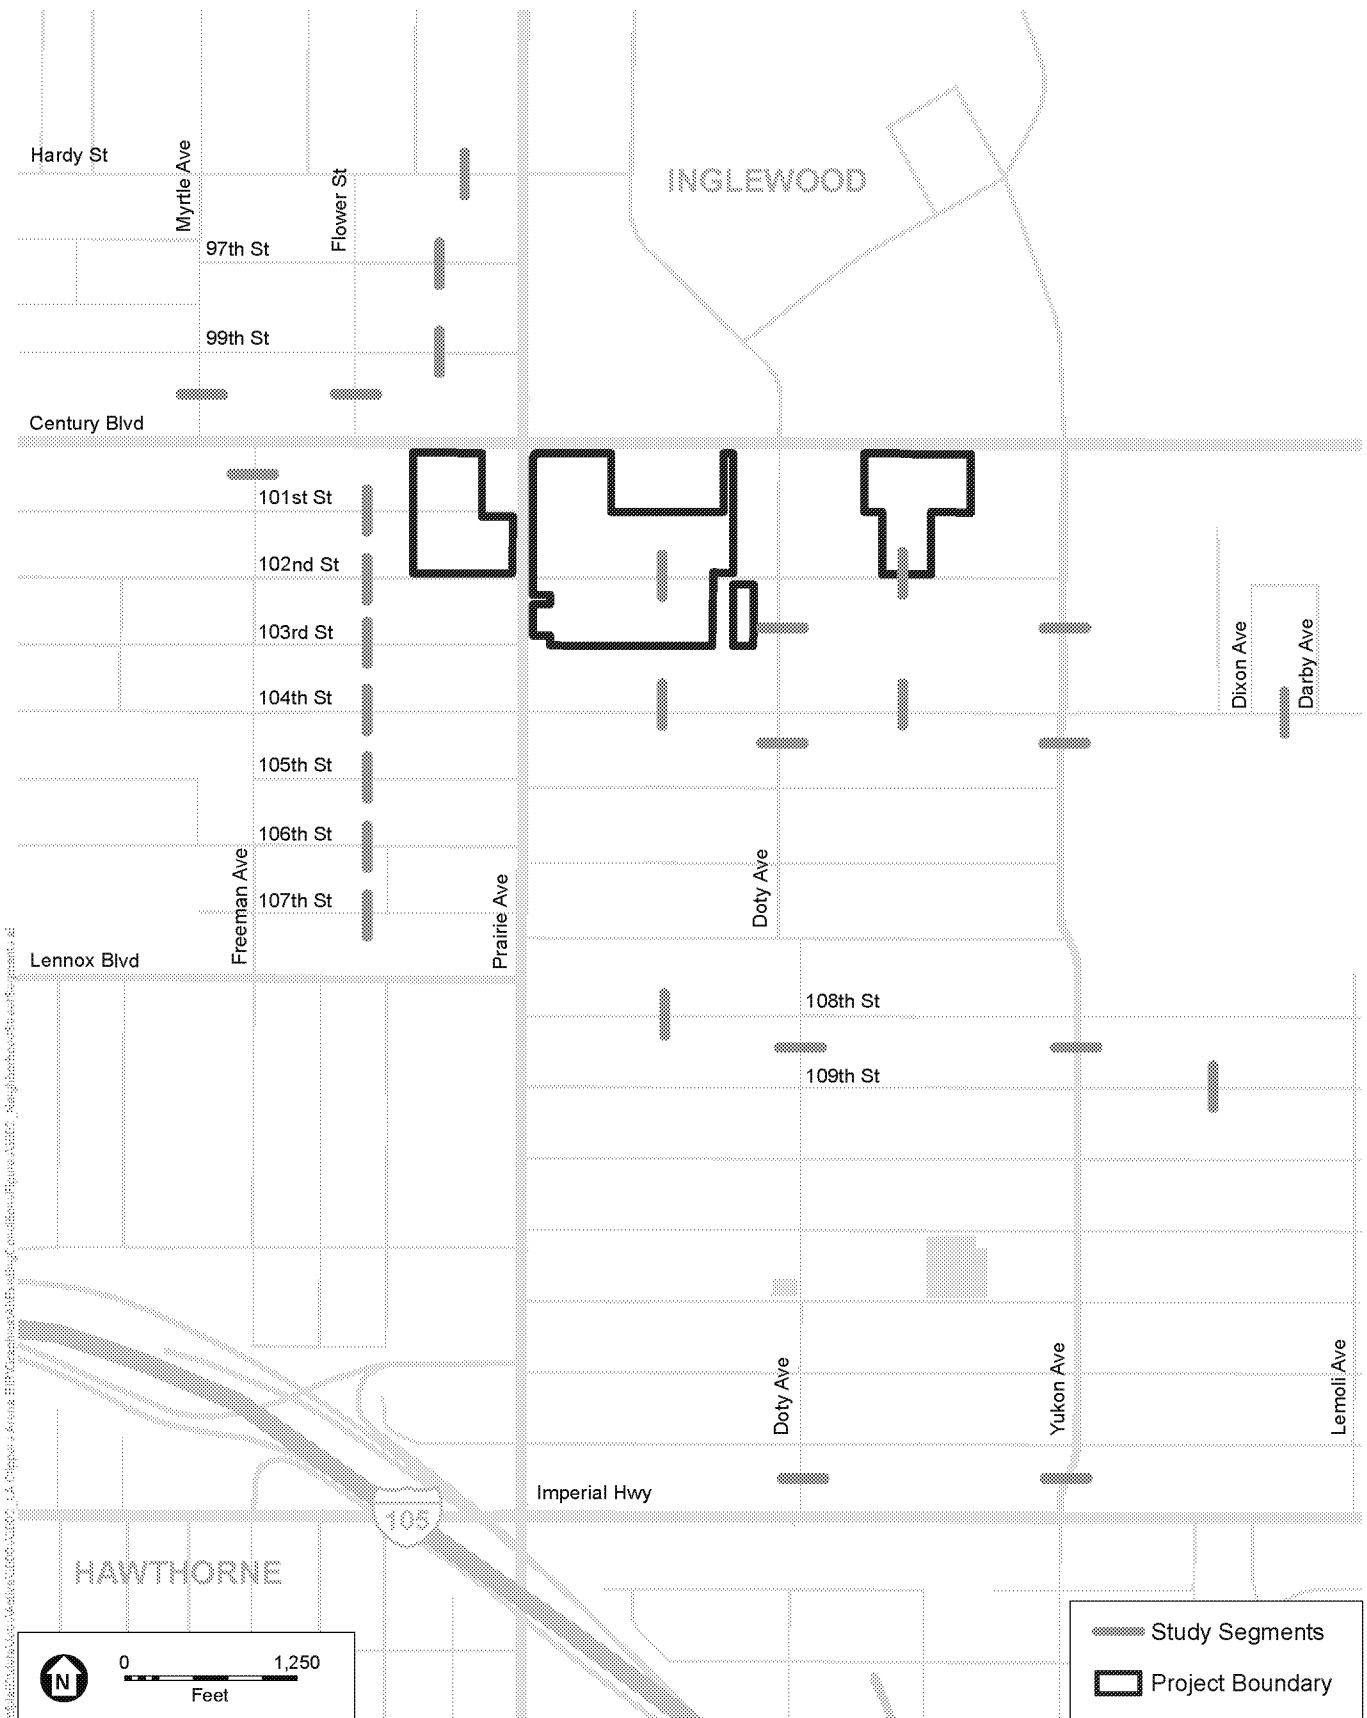 Hardy St
Myrtle Ave
Flower St
INGLEWOOD
97th St
99th St
Century Blvd
101st St
102nd St
103rd St
104th St
105th St
106th St
107th St
Freeman Ave
Prairie Ave
Doty Ave
Dixon Ave
Darby Ave
Lennox Blvd
108th St
109th St
Doty Ave
Yukon Ave
Lemoli Ave
Imperial Hwy
105
HAWTHORNE
N
0 1,250
Feet
Study Segments
Project Boundary